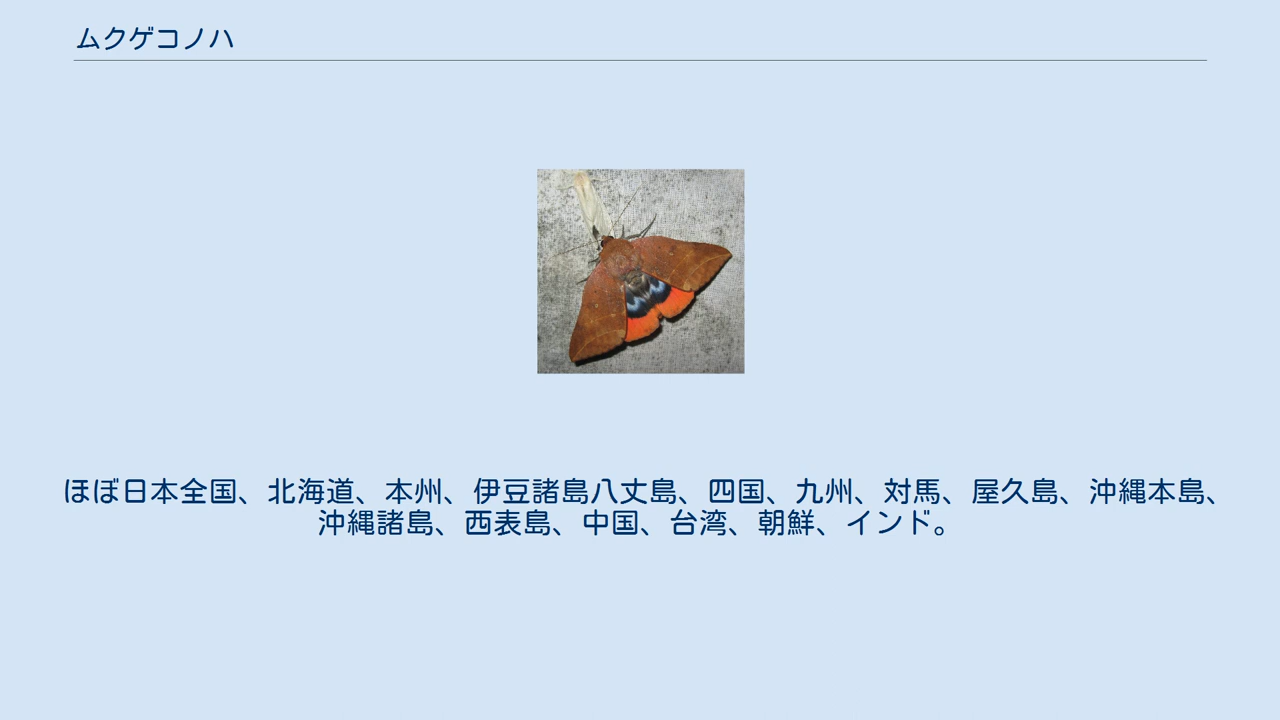 ムクゲコノハ
ほぼ日本全国、北海道、本州、伊豆諸島八丈島、四国、九州、対馬、屋久島、沖縄本島、
沖縄諸島、西表島、中国、台湾、朝鮮、インド。